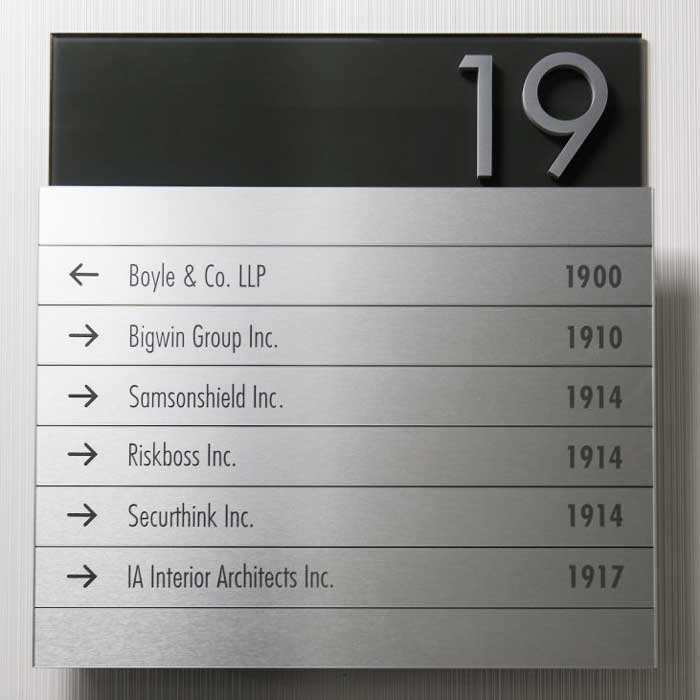 19
← Boyle & Co. LLP 1900
→ Bigwin Group Inc. 1910
→ Samsonshield Inc. 1914
→ Riskboss Inc. 1914
→ Securthink Inc. 1914
→ IA Interior Architects Inc. 1917